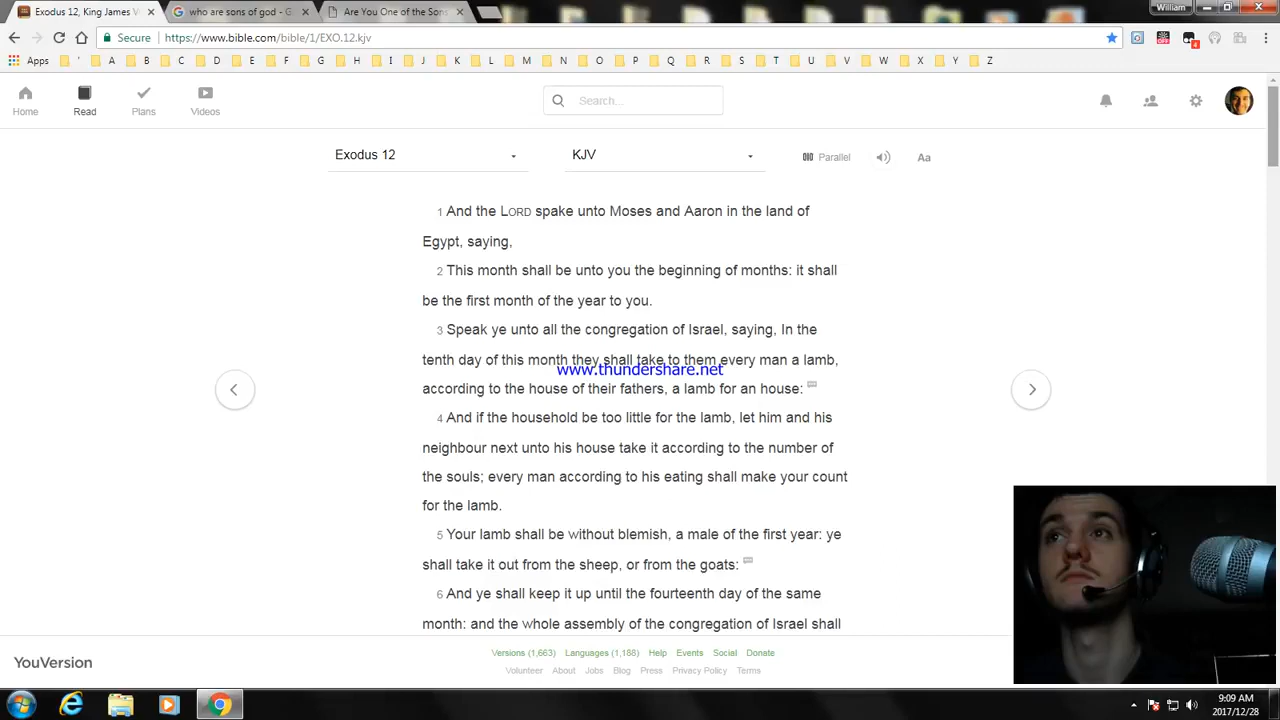 Exodus 12, King James V
who are sons of god - G
Are You One of the Sons
William
Secure https://www.bible.com/bible/1/EXO.12.kjv
Apps ' A B C D E F G H I J K L M N O P Q R S T U V W X Y Z
Home Read Plans Videos
Search...
Exodus 12 KJV Parallel Aa
1 And the LORD spake unto Moses and Aaron in the land of
Egypt, saying,
2 This month shall be unto you the beginning of months: it shall
be the first month of the year to you.
3 Speak ye unto all the congregation of Israel, saying, In the
tenth day of this month they shall take to them every man a lamb,
www.thundershare.net
according to the house of their fathers, a lamb for an house:
4 And if the household be too little for the lamb, let him and his
neighbour next unto his house take it according to the number of
the souls; every man according to his eating shall make your count
for the lamb.
5 Your lamb shall be without blemish, a male of the first year: ye
shall take it out from the sheep, or from the goats:
6 And ye shall keep it up until the fourteenth day of the same
month: and the whole assembly of the congregation of Israel shall
YouVersion
Versions (1,663) Languages (1,188) Help Events Social Donate
Volunteer About Jobs Blog Press Privacy Policy Terms
9:09 AM
2017/12/28